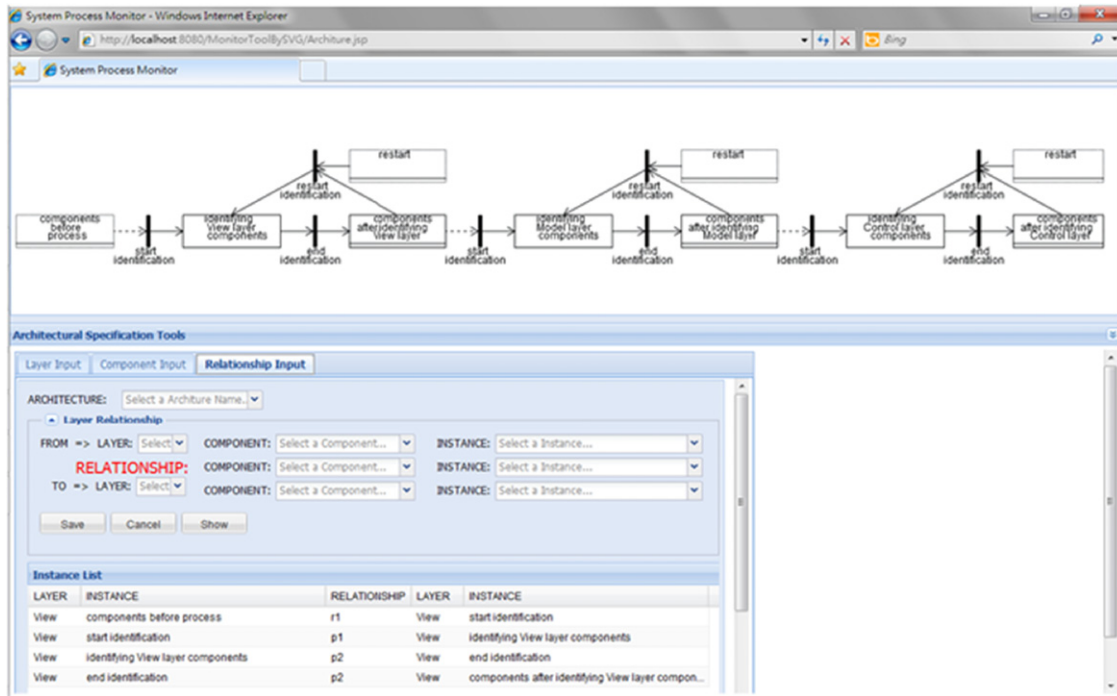 System Process Monitor - Windows Internet Explorer
http://localhost:8080/MonitorToolBySVG/Architure.jsp
Bing
System Process Monitor
restart
restart
restart
restart
identification
restart
identification
restart
identification
components
before
process
identifying
View layer
components
components
after identifying
View layer
identifying
Model layer
components
components
after identifying
Model layer
identifying
Control layer
components
components
after identifying
Control layer
start
identification
end
identification
start
identification
end
identification
start
identification
end
identification
Architectural Specification Tools
Layer Input Component Input Relationship Input
ARCHITECTURE: Select a Architure Name..
Layer Relationship
FROM => LAYER: Select COMPONENT: Select a Component... INSTANCE: Select a Instance...
RELATIONSHIP: COMPONENT: Select a Component... INSTANCE: Select a Instance...
TO => LAYER: Select COMPONENT: Select a Component... INSTANCE: Select a Instance...
Save Cancel Show
Instance List
LAYER INSTANCE RELATIONSHIP LAYER INSTANCE
View components before process r1 View start identification
View start identification p1 View identifying View layer components
View identifying View layer components p2 View end identification
View end identification p2 View components after identifying View layer compon...